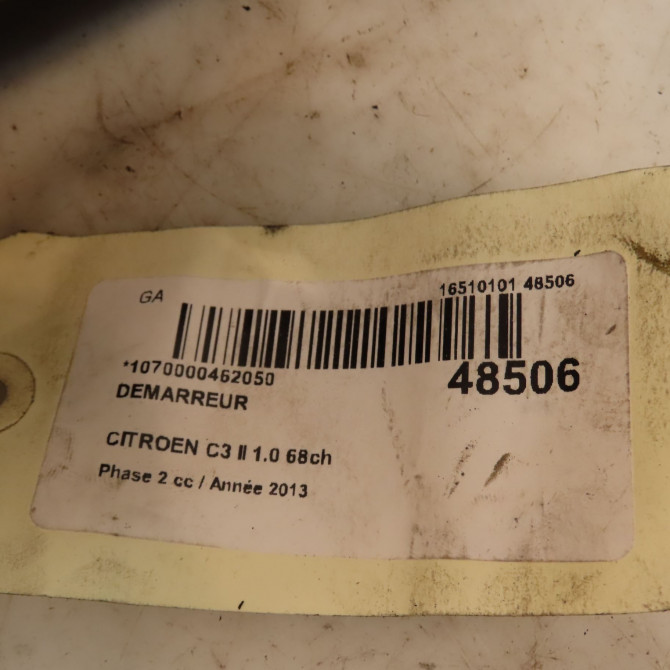 GA 16510101 48506
*1070000462050 48506
DEMARREUR
CITROEN C3 II 1.0 68ch
Phase 2 cc / Année 2013